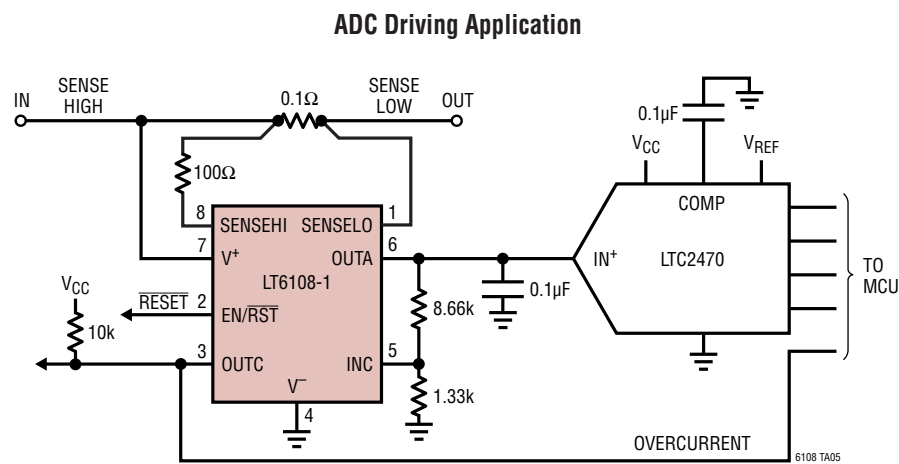 ADC Driving Application
IN
SENSE
HIGH
0.1Ω
SENSE
LOW
OUT
100Ω
0.1µF
VCC
VREF
COMP
8
SENSEHI
SENSELO
1
7
V+
OUTA
6
IN+
LTC2470
TO
MCU
LT6108-1
VCC
RESET
2
EN/RST
8.66k
0.1µF
10k
3
OUTC
INC
5
V–
4
1.33k
OVERCURRENT
6108 TA05